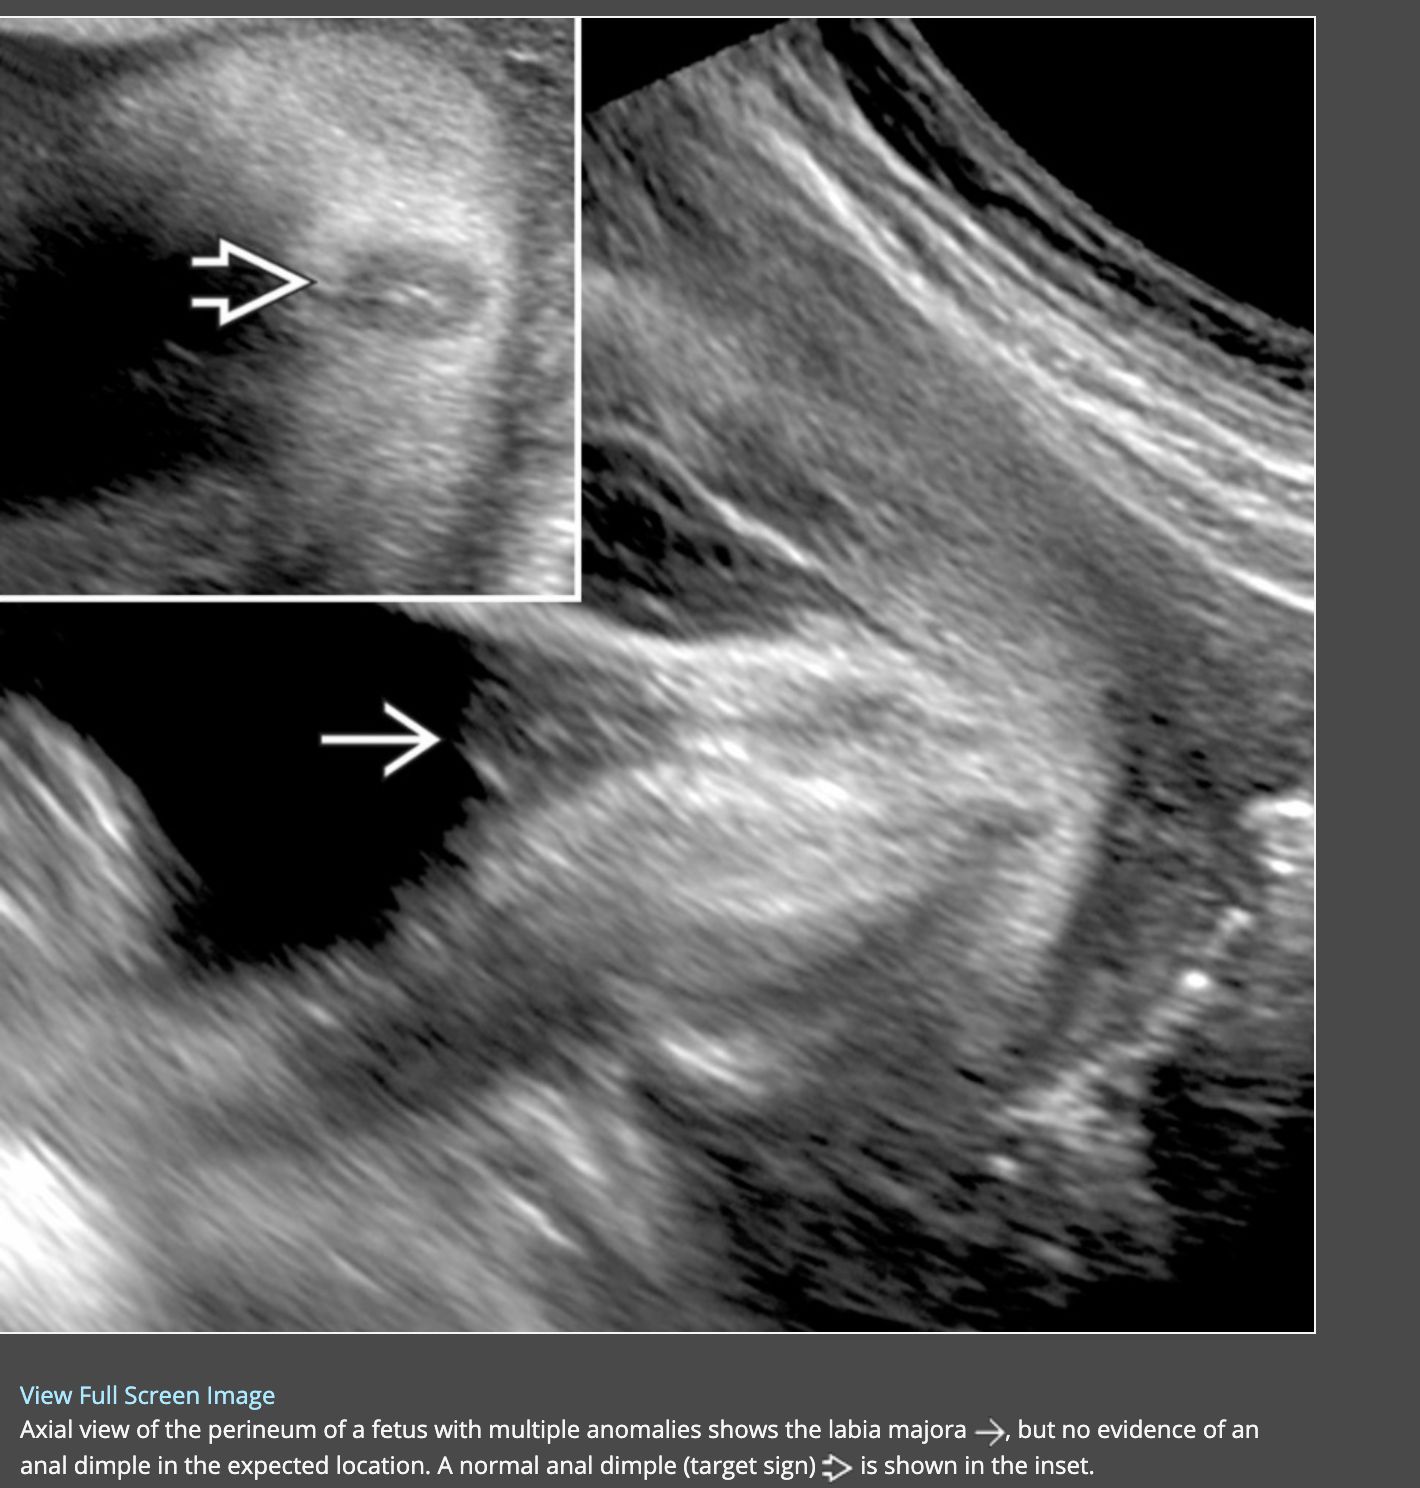 View Full Screen Image
Axial view of the perineum of a fetus with multiple anomalies shows the labia majora →, but no evidence of an
anal dimple in the expected location. A normal anal dimple (target sign) ⇨ is shown in the inset.